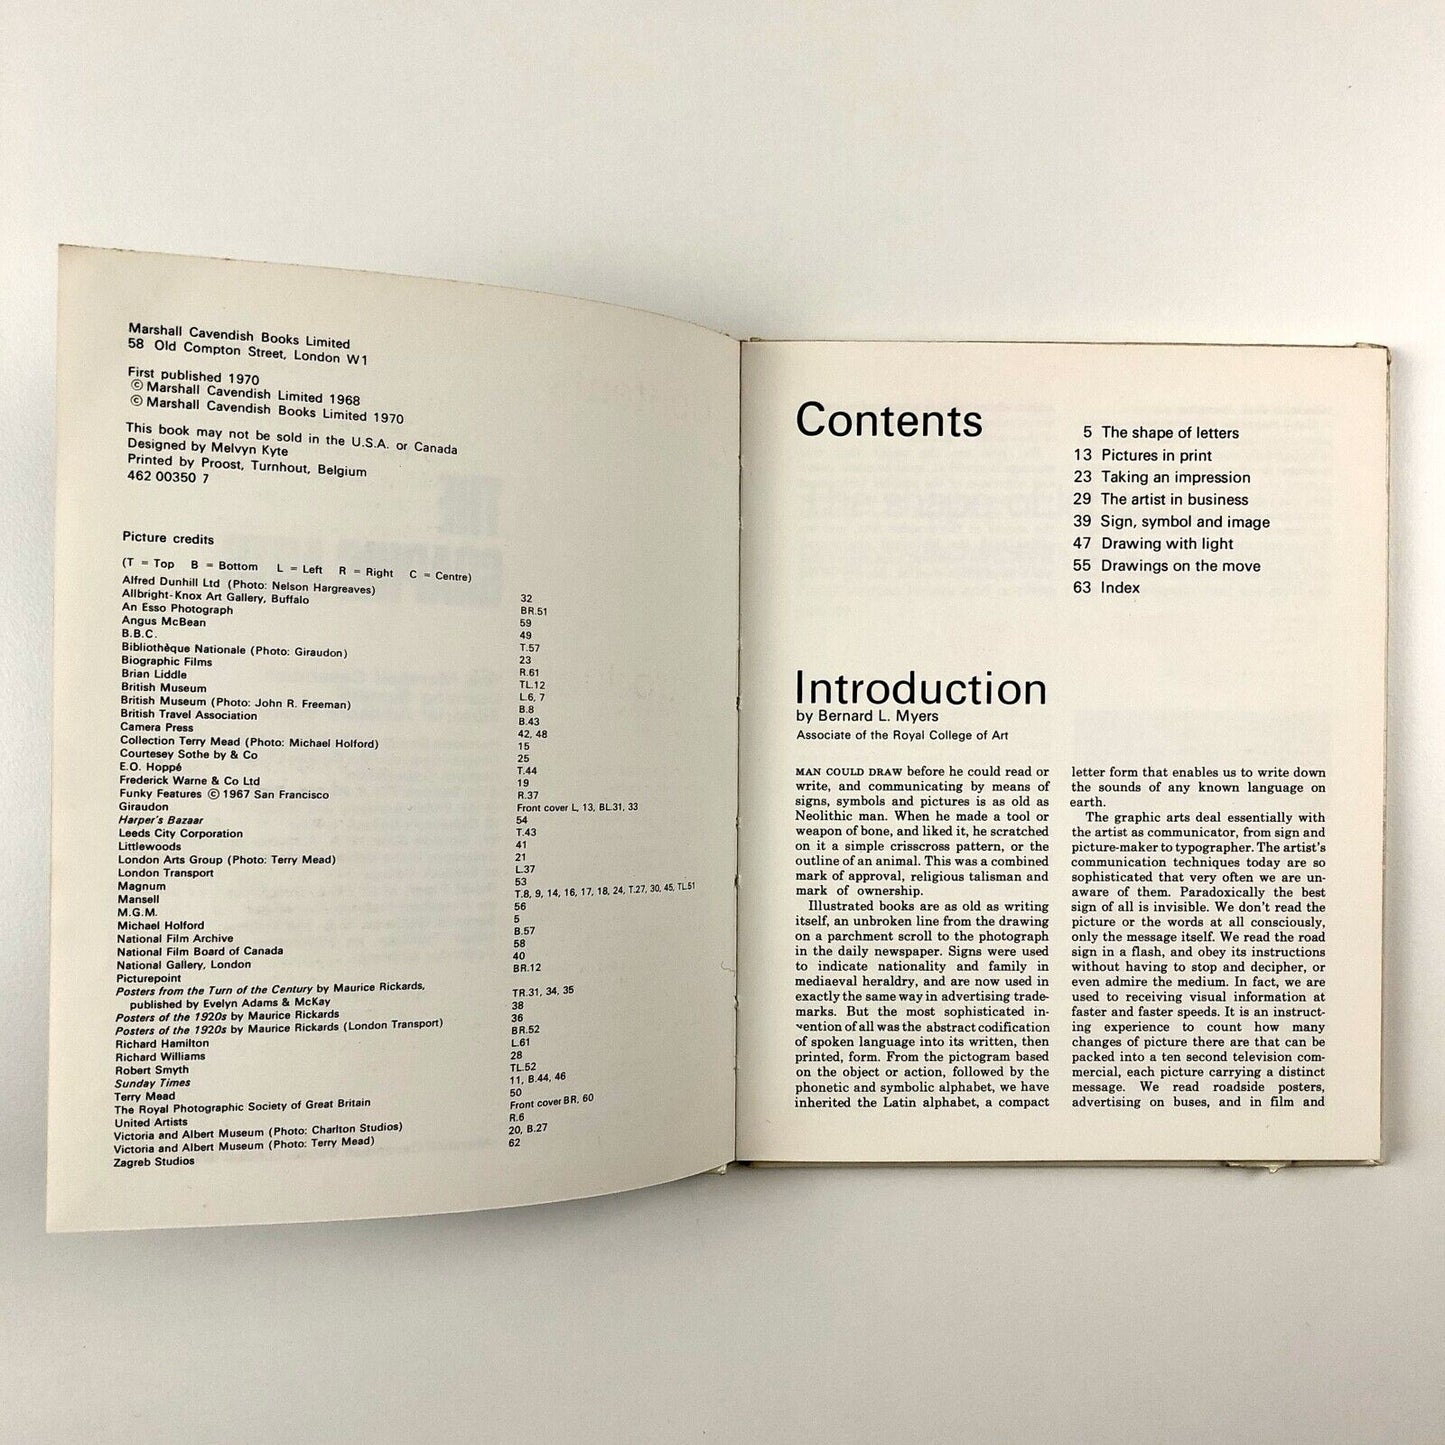 Marshall Cavendish Books Limited
58 Old Compton Street, London W1
First published 1970
© Marshall Cavendish Limited 1968
© Marshall Cavendish Books Limited 1970
This book may not be sold in the U.S.A. or Canada
Designed by Melvyn Kyte
Printed by Proost, Turnhout, Belgium
462 00350 7
Picture credits
(T = Top B = Bottom L = Left R = Right C = Centre)
Alfred Dunhill Ltd (Photo: Nelson Hargreaves) 32
Allbright-Knox Art Gallery, Buffalo BR.51
An Esso Photograph 59
Angus McBean 49
B.B.C. T.57
Bibliothèque Nationale (Photo: Giraudon) 23
Biographic Films R.61
Brian Liddle TL.12
British Museum L.6, 7
British Museum (Photo: John R. Freeman) B.8
British Travel Association B.43
Camera Press 42, 48
Collection Terry Mead (Photo: Michael Holford) 15
Courtesey Sothe by & Co 25
E.O. Hoppé T.44
Frederick Warne & Co Ltd 19
Funky Features © 1967 San Francisco R.37
Giraudon Front cover L, 13, BL.31, 33
Harper's Bazaar 54
Leeds City Corporation T.43
Littlewoods 41
London Arts Group (Photo: Terry Mead) 21
London Transport L.37
Magnum 53
Mansell T.8, 9, 14, 16, 17, 18, 24, T.27, 30, 45, TL.51
M.G.M. 56
Michael Holford 5
National Film Archive B.57
National Film Board of Canada 58
National Gallery, London 40
Picturepoint BR.12
Posters from the Turn of the Century by Maurice Rickards,
published by Evelyn Adams & McKay TR.31, 34, 35
Posters of the 1920s by Maurice Rickards 38
Posters of the 1920s by Maurice Rickards (London Transport) 36
Richard Hamilton BR.52
Richard Williams L.61
Robert Smyth 28
Sunday Times TL.52
Terry Mead 11, B.44, 46
The Royal Photographic Society of Great Britain 50
United Artists Front cover BR, 60
Victoria and Albert Museum (Photo: Charlton Studios) R.6
Victoria and Albert Museum (Photo: Terry Mead) 20, B.27
Zagreb Studios 62
Contents
5 The shape of letters
13 Pictures in print
23 Taking an impression
29 The artist in business
39 Sign, symbol and image
47 Drawing with light
55 Drawings on the move
63 Index
Introduction
by Bernard L. Myers
Associate of the Royal College of Art
MAN COULD DRAW before he could read or
write, and communicating by means of
signs, symbols and pictures is as old as
Neolithic man. When he made a tool or
weapon of bone, and liked it, he scratched
on it a simple crisscross pattern, or the
outline of an animal. This was a combined
mark of approval, religious talisman and
mark of ownership.
Illustrated books are as old as writing
itself, an unbroken line from the drawing
on a parchment scroll to the photograph
in the daily newspaper. Signs were used
to indicate nationality and family in
mediaeval heraldry, and are now used in
exactly the same way in advertising trade-
marks. But the most sophisticated in-
vention of all was the abstract codification
of spoken language into its written, then
printed, form. From the pictogram based
on the object or action, followed by the
phonetic and symbolic alphabet, we have
inherited the Latin alphabet, a compact
letter form that enables us to write down
the sounds of any known language on
earth.
The graphic arts deal essentially with
the artist as communicator, from sign and
picture-maker to typographer. The artist's
communication techniques today are so
sophisticated that very often we are un-
aware of them. Paradoxically the best
sign of all is invisible. We don't read the
picture or the words at all consciously,
only the message itself. We read the road
sign in a flash, and obey its instructions
without having to stop and decipher, or
even admire the medium. In fact, we are
used to receiving visual information at
faster and faster speeds. It is an instruct-
ing experience to count how many
changes of picture there are that can be
packed into a ten second television com-
mercial, each picture carrying a distinct
message. We read roadside posters,
advertising on buses, and in film and